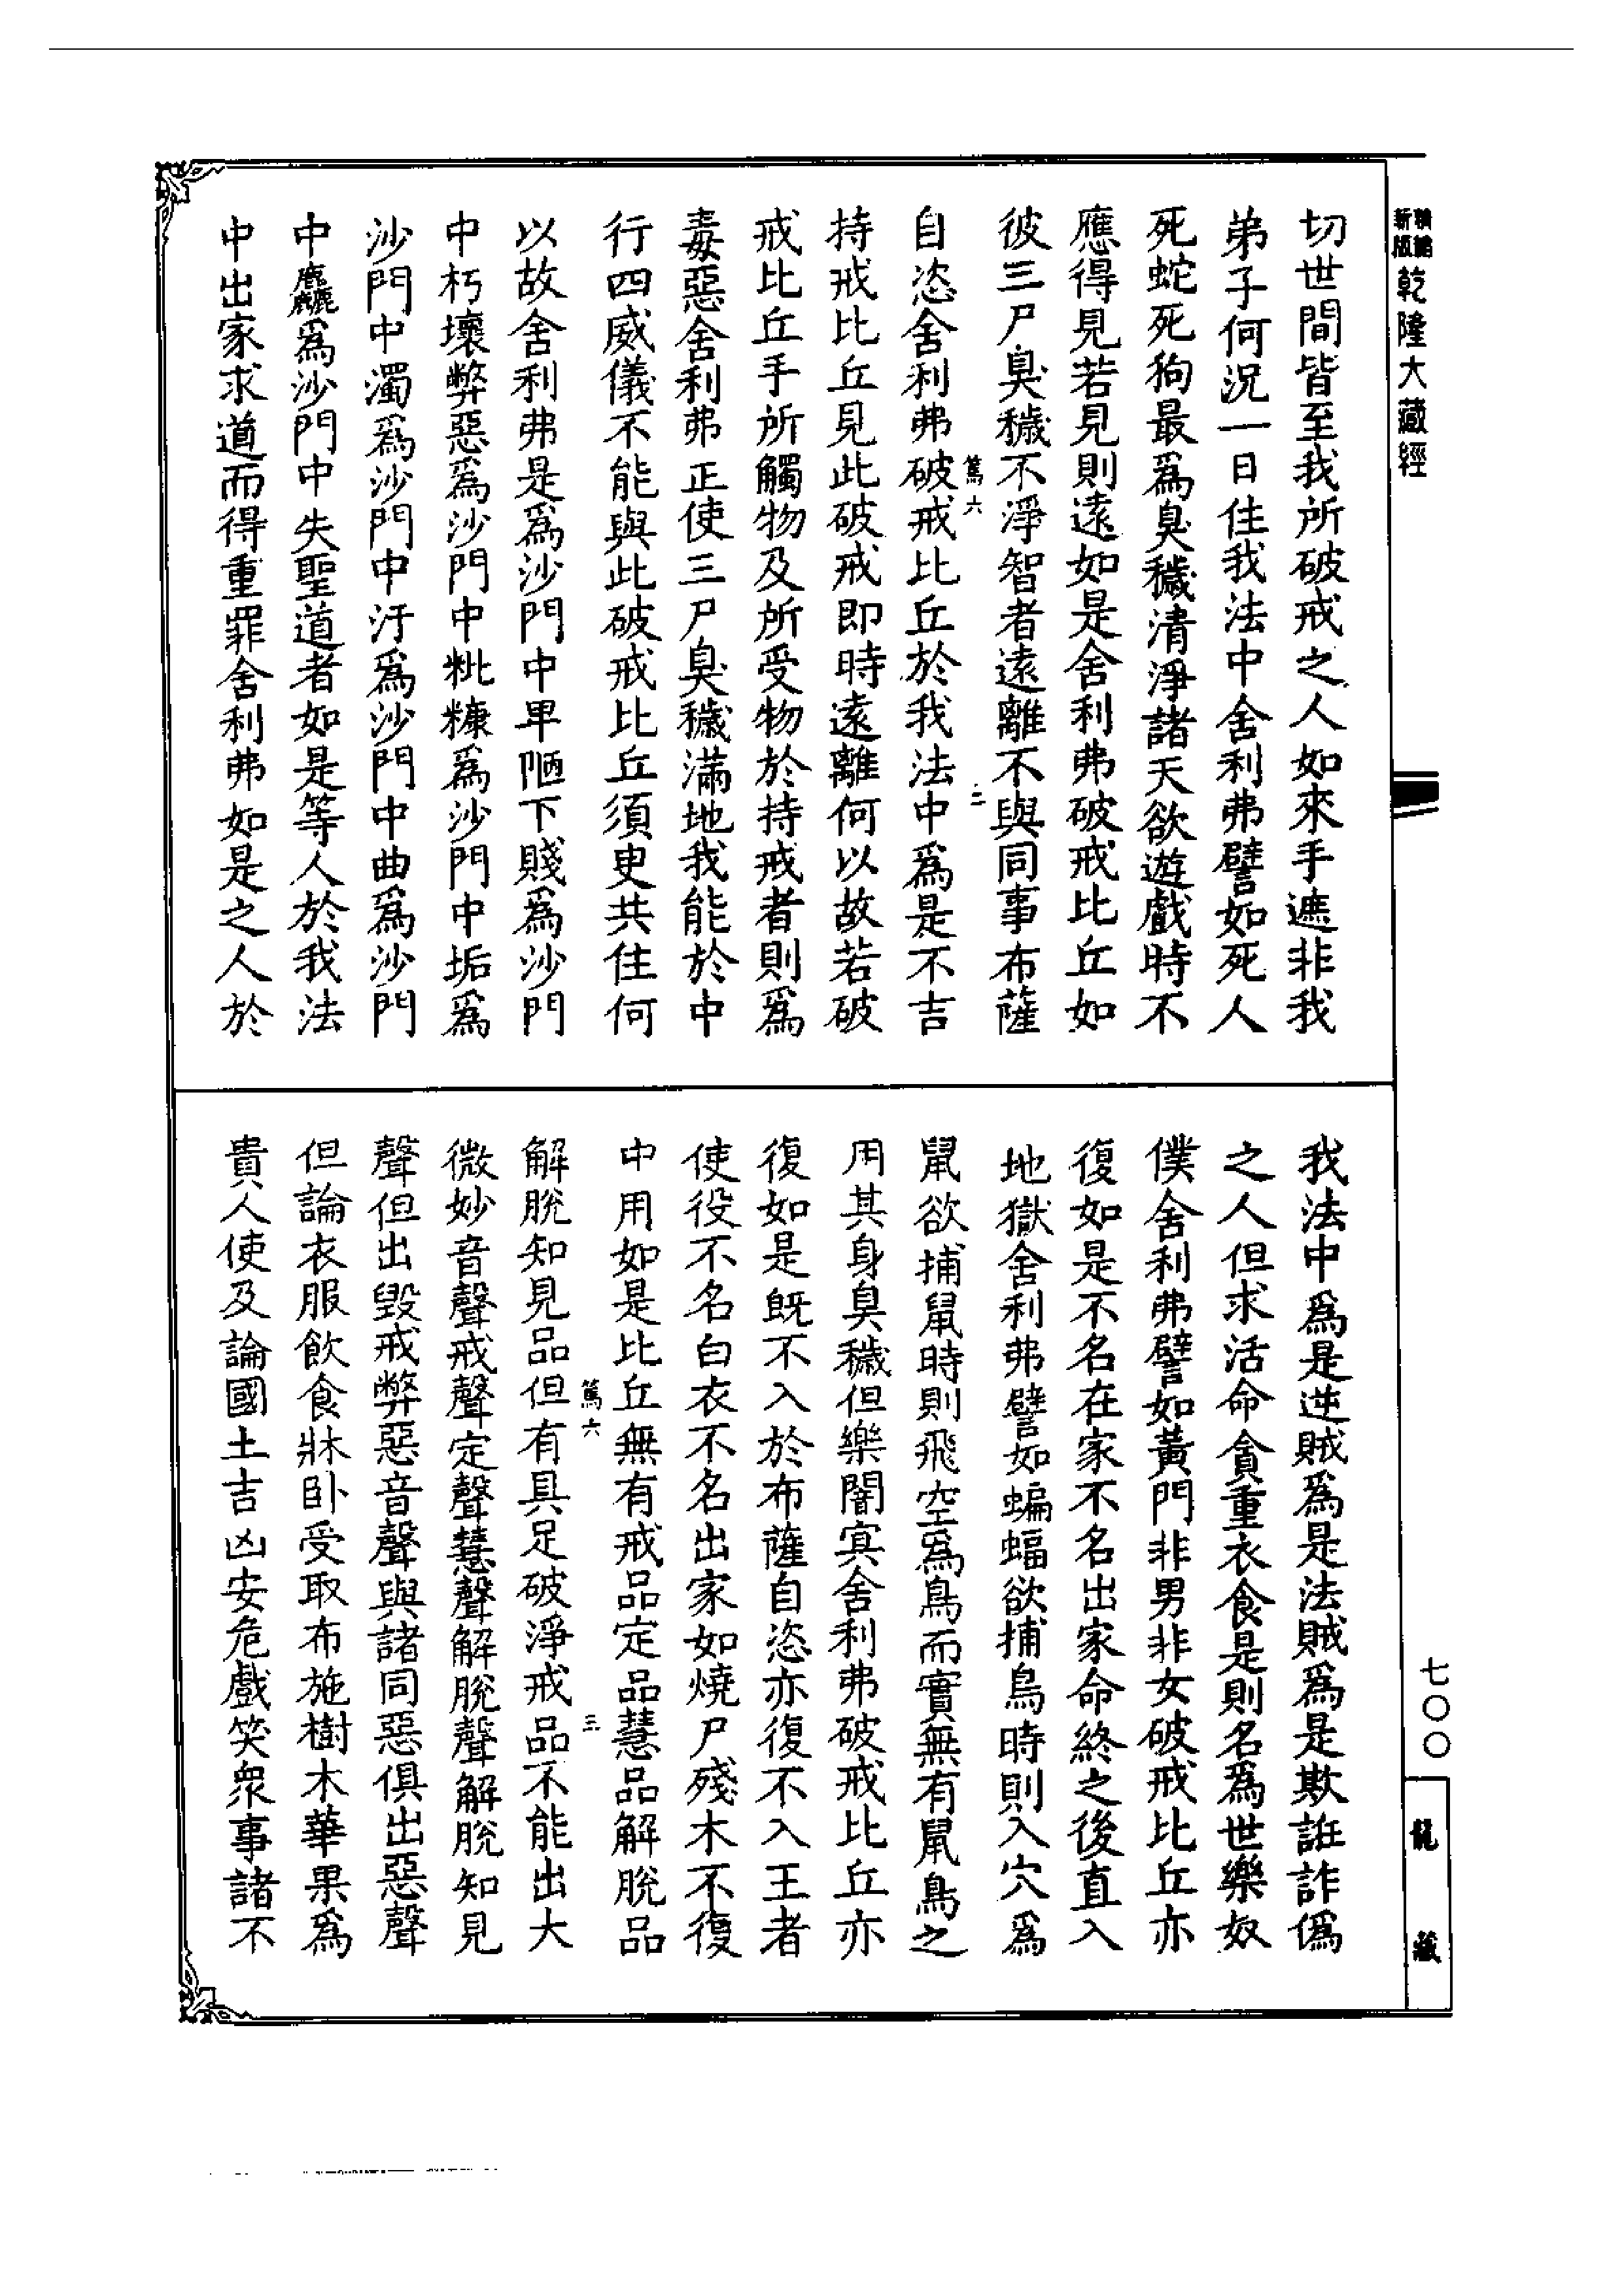 新版
精編
乾隆大藏經
切世間皆至我所破戒之人如來手遮非我
弟子何況一日住我法中舍利弗譬如死人
死蛇死狗最爲臭穢清淨諸天欲遊戲時不
應得見若見則遠如是舍利弗破戒比丘如
彼三尸臭穢不淨智者遠離不與同事布薩
篤六
二
自恣舍利弗破戒比丘於我法中爲是不吉
持戒比丘見此破戒即時遠離何以故若破
戒比丘手所觸物及所受物於持戒者則爲
毒惡舍利弗正使三尸臭穢滿地我能於中
行四威儀不能與此破戒比丘須臾共住何
以故舍利弗是爲沙門中卑陋下賤爲沙門
中朽壞弊惡爲沙門中粃糠爲沙門中垢爲
沙門中濁爲沙門中汙爲沙門中曲爲沙門
中麤爲沙門中失聖道者如是等人於我法
中出家求道而得重罪舍利弗如是之人於
我法中爲是逆賊爲是法賊爲是欺誑詐僞
之人但求活命貪重衣食是則名爲世樂奴
僕舍利弗譬如黃門非男非女破戒比丘亦
復如是不名在家不名出家命終之後直入
地獄舍利弗譬如蝙蝠欲捕鳥時則入穴爲
鼠欲捕鼠時則飛空爲鳥而實無有鼠鳥之
用其身臭穢但樂闇冥舍利弗破戒比丘亦
復如是既不入於布薩自恣亦復不入王者
使役不名白衣不名出家如燒尸殘木不復
中用如是比丘無有戒品定品慧品解脫品
篤六
三
解脫知見品但有具足破淨戒品不能出大
微妙音聲戒聲定聲慧聲解脫聲解脫知見
聲但出毀戒弊惡音聲與諸同惡俱出惡聲
但論衣服飲食牀臥受取布施樹木華果爲
貴人使及論國土吉凶安危戲笑衆事諸不
七〇〇
龍藏